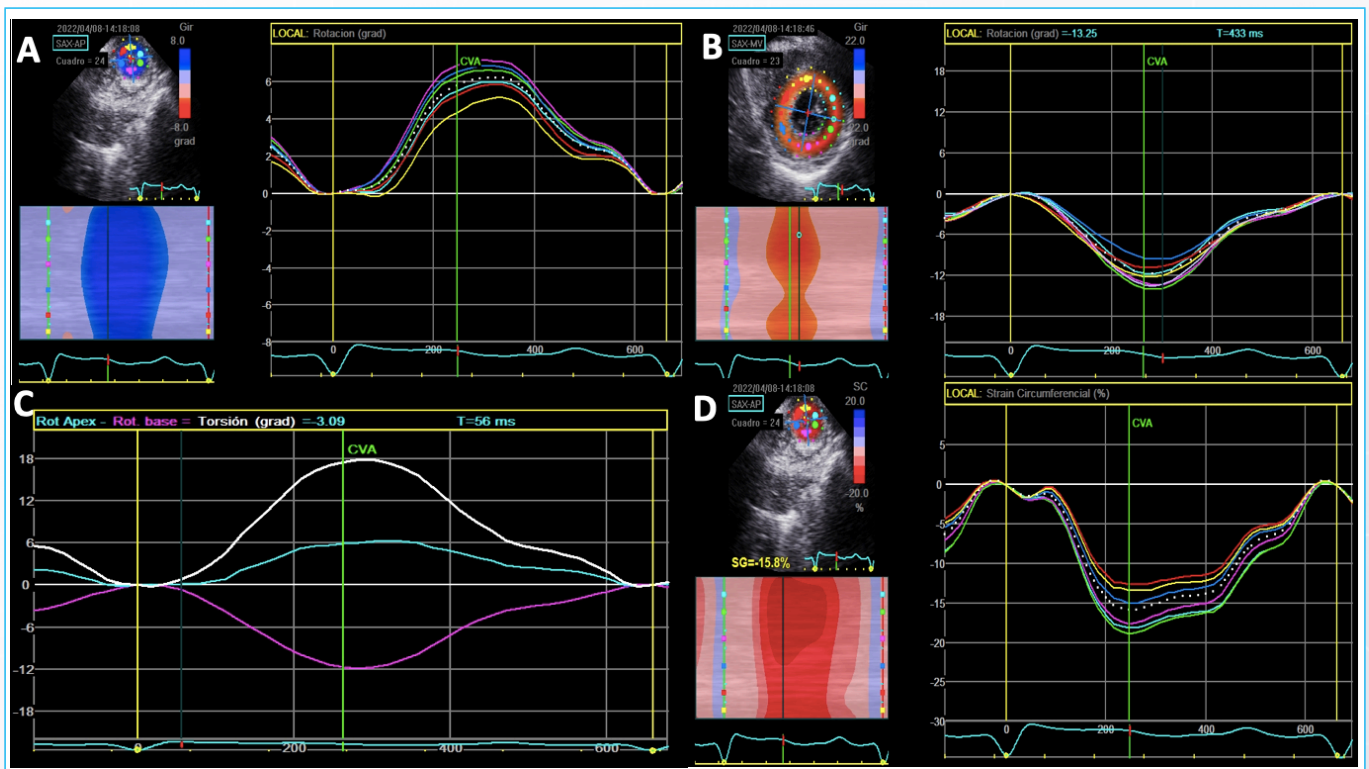 A
2022/04/08-14:18:08
SAX-AP
Cuadro = 24
Gir
8.0
-8.0
grad
LOCAL: Rotacion (grad)
CVA
6
4
2
0
-2
-4
-6
-8
0
200
400
600
B
2022/04/08-14:18:45
SAX-MV
Cuadro = 23
Gir
22.0
22.0
grad
LOCAL: Rotacion (grad) =-13.25
T=433 ms
CVA
18
12
6
0
-6
-12
-18
0
200
400
600
C
Rot Apex - Rot. base = Torsión (grad) =-3.09
T=56 ms
CVA
18
12
6
0
-6
-12
-18
0
200
400
600
D
2022/04/08-14:18:08
SAX-AP
Cuadro = 24
SC
20.0
-20.0
%
SG=-15.8%
LOCAL: Strain Circumferencial (%)
CVA
5
0
-5
-10
-15
-20
-25
-30
0
200
400
600